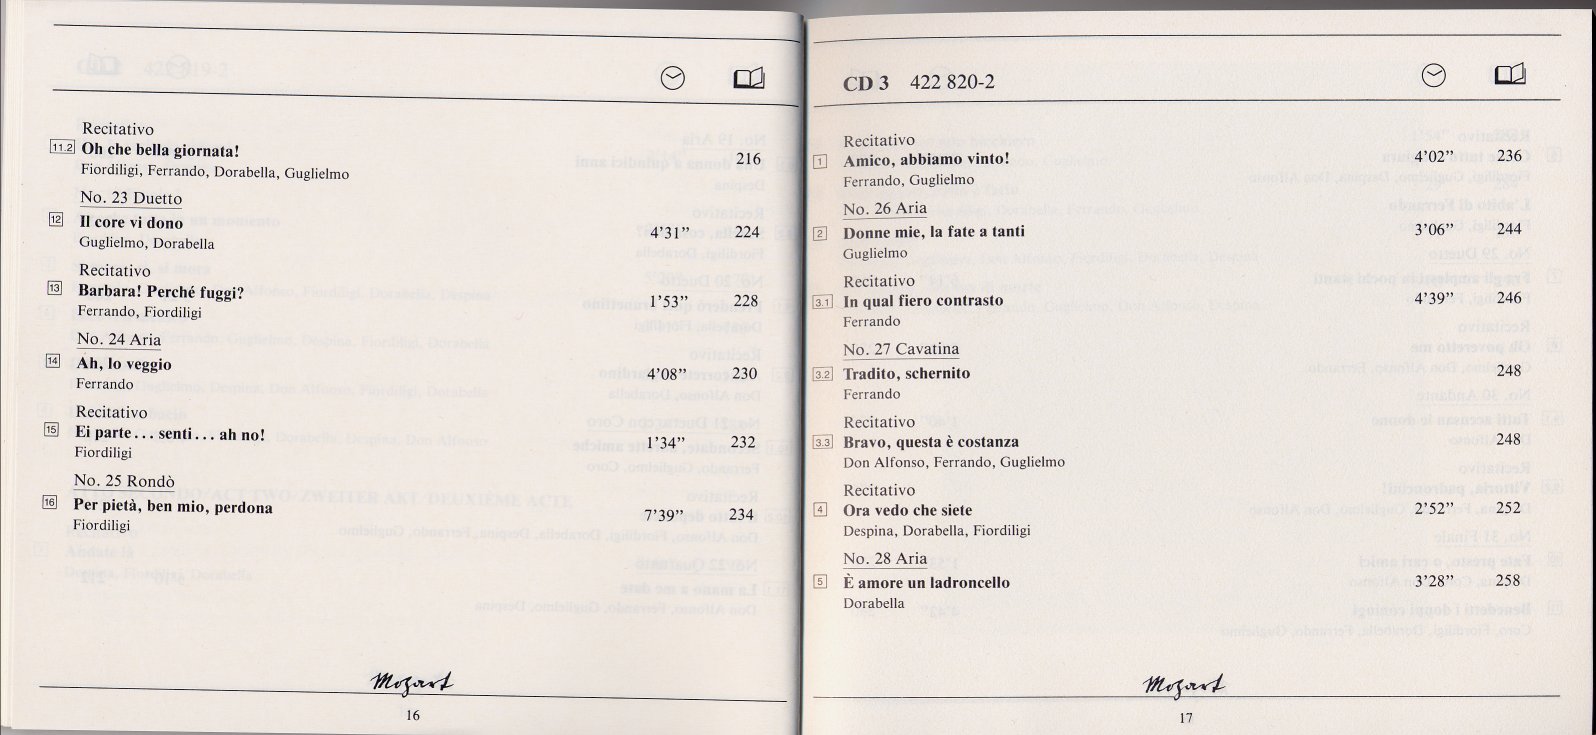 Recitativo
11.2 Oh che bella giornata! 216
Fiordiligi, Ferrando, Dorabella, Guglielmo
No. 23 Duetto
12 Il core vi dono 4’31” 224
Guglielmo, Dorabella
Recitativo
13 Barbara! Perché fuggi? 1’53” 228
Ferrando, Fiordiligi
No. 24 Aria
14 Ah, lo veggio 4’08” 230
Ferrando
Recitativo
15 Ei parte... senti... ah no! 1’34” 232
Fiordiligi
No. 25 Rondò
16 Per pietà, ben mio, perdona 7’39” 234
Fiordiligi
Mozart
16
CD 3 422 820-2
Recitativo
1 Amico, abbiamo vinto! 4’02” 236
Ferrando, Guglielmo
No. 26 Aria
2 Donne mie, la fate a tanti 3’06” 244
Guglielmo
Recitativo
3.1 In qual fiero contrasto 4’39” 246
Ferrando
No. 27 Cavatina
3.2 Tradito, schernito 248
Ferrando
Recitativo
3.3 Bravo, questa è costanza 248
Don Alfonso, Ferrando, Guglielmo
Recitativo
4 Ora vedo che siete 2’52” 252
Despina, Dorabella, Fiordiligi
No. 28 Aria
5 È amore un ladroncello 3’28” 258
Dorabella
Mozart
17